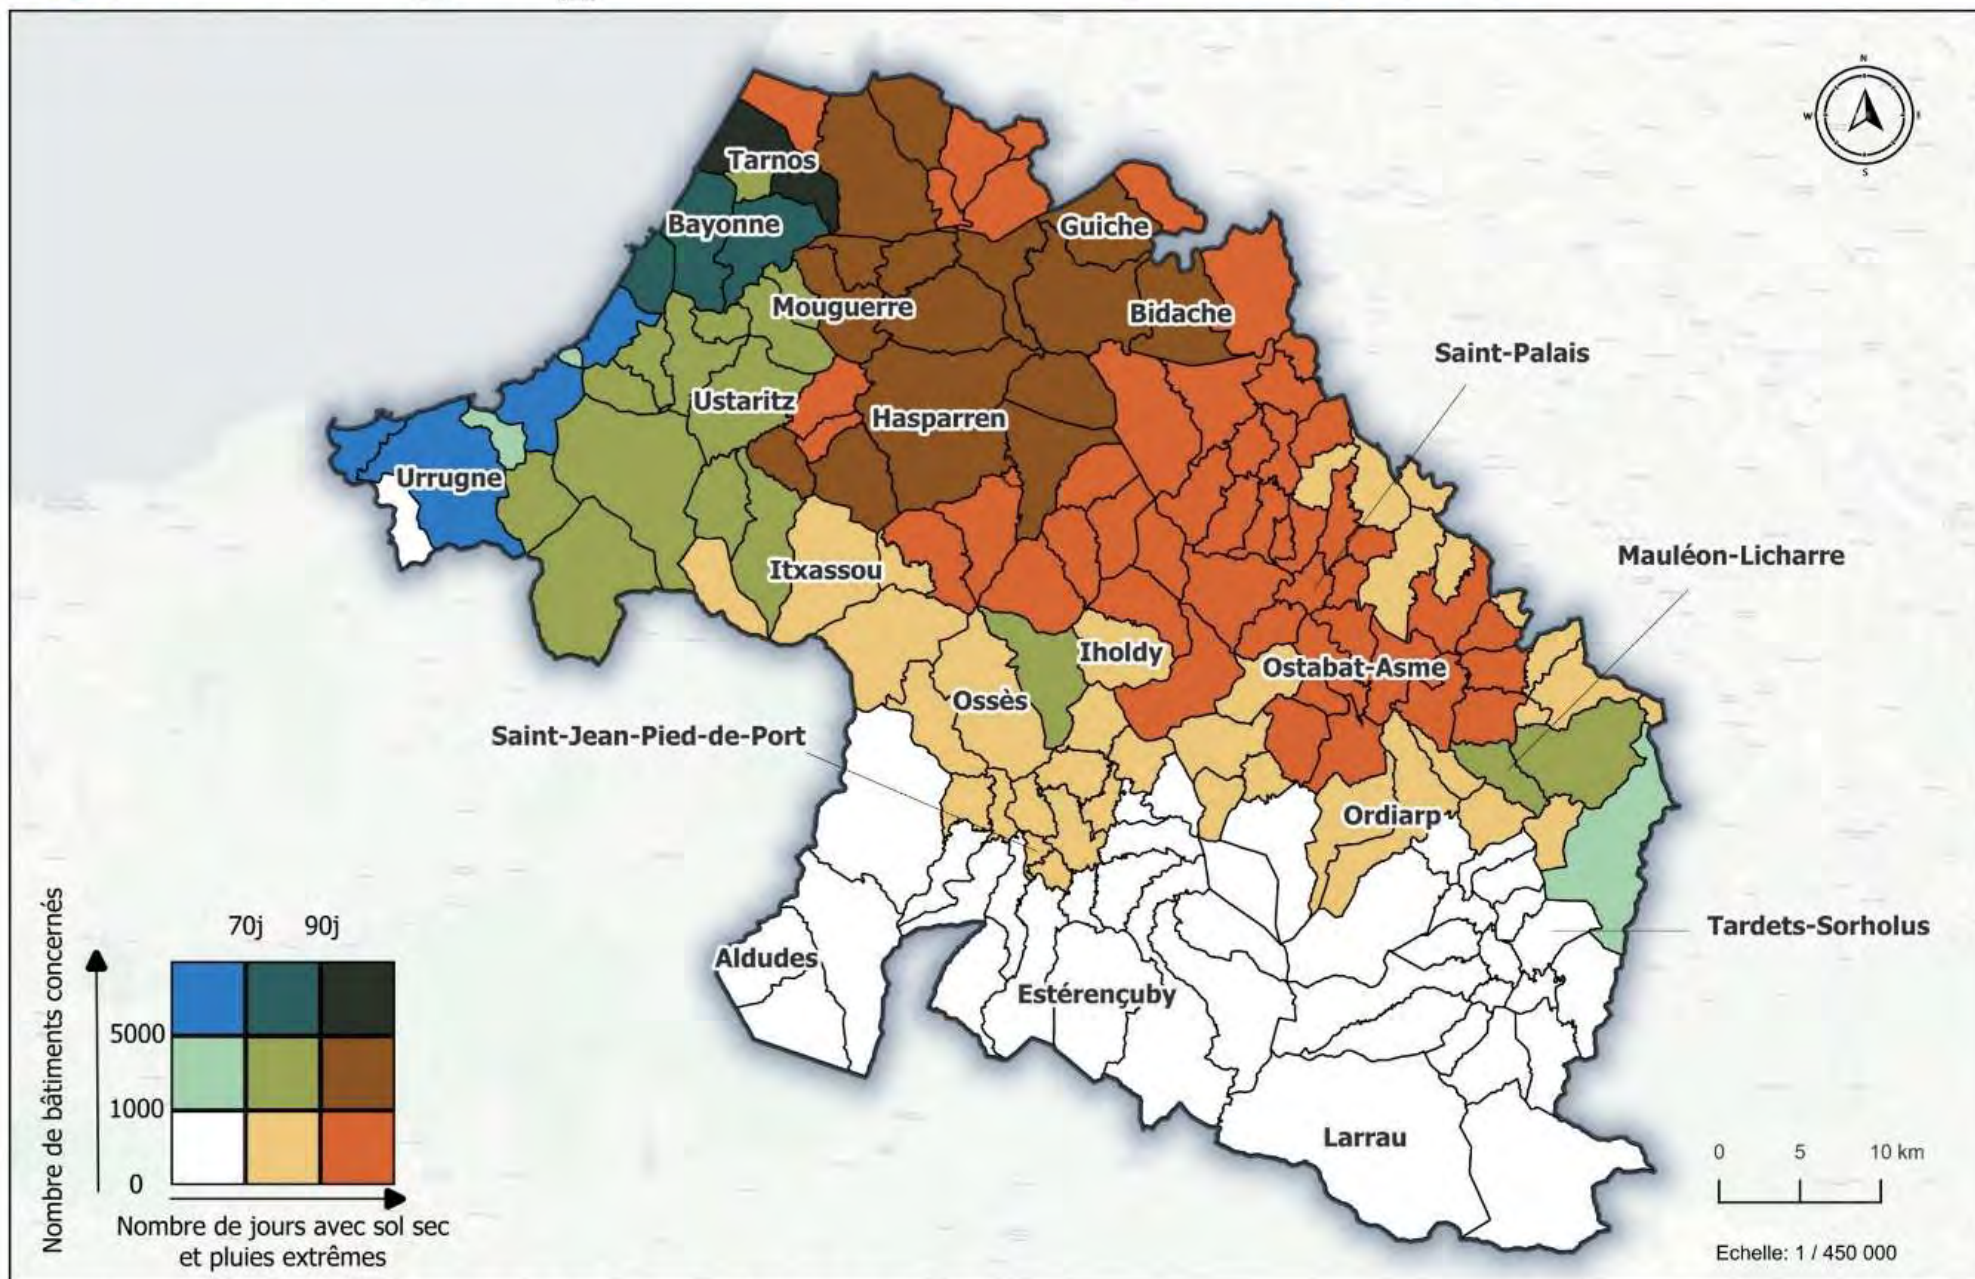 N
W
E
S
Tarnos
Bayonne
Guiche
Mouguerre
Bidache
Saint-Palais
Ustaritz
Hasparren
Urrugne
Mauléon-Licharre
Itxassou
Iholdy
Ostabat-Asme
Ossès
Saint-Jean-Pied-de-Port
Ordiarp
Tardets-Sorholus
Aldudes
Estérençuby
Larrau
70j 90j
Nombre de bâtiments concernés
5000
1000
0
Nombre de jours avec sol sec
et pluies extrêmes
0 5 10 km
Echelle: 1 / 450 000